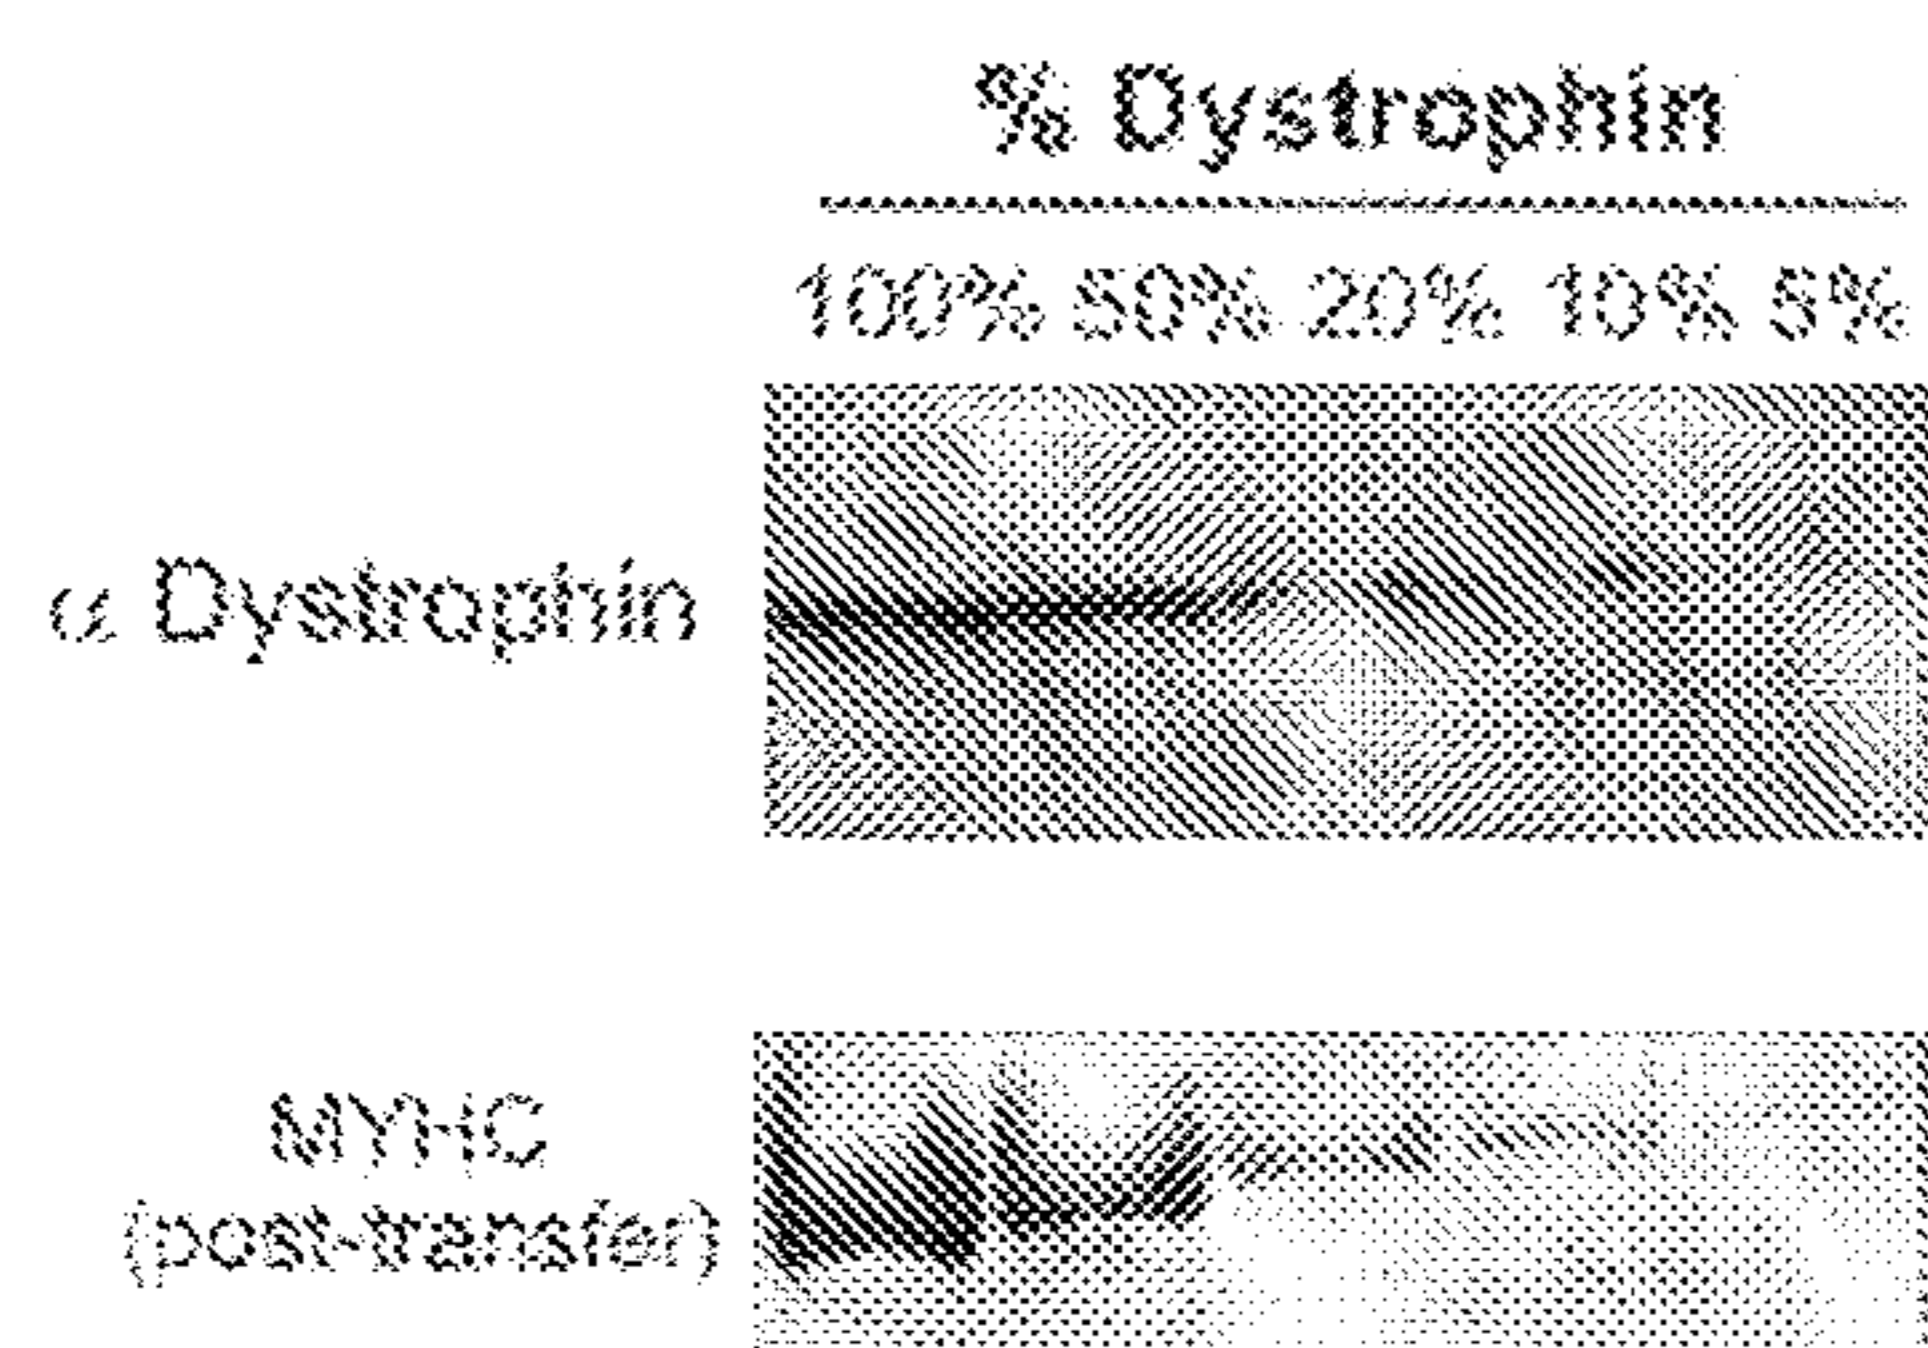 % Dystrophin
100% 50% 20% 10% 5%
α Dystrophin
MYHC
(post-transfer)